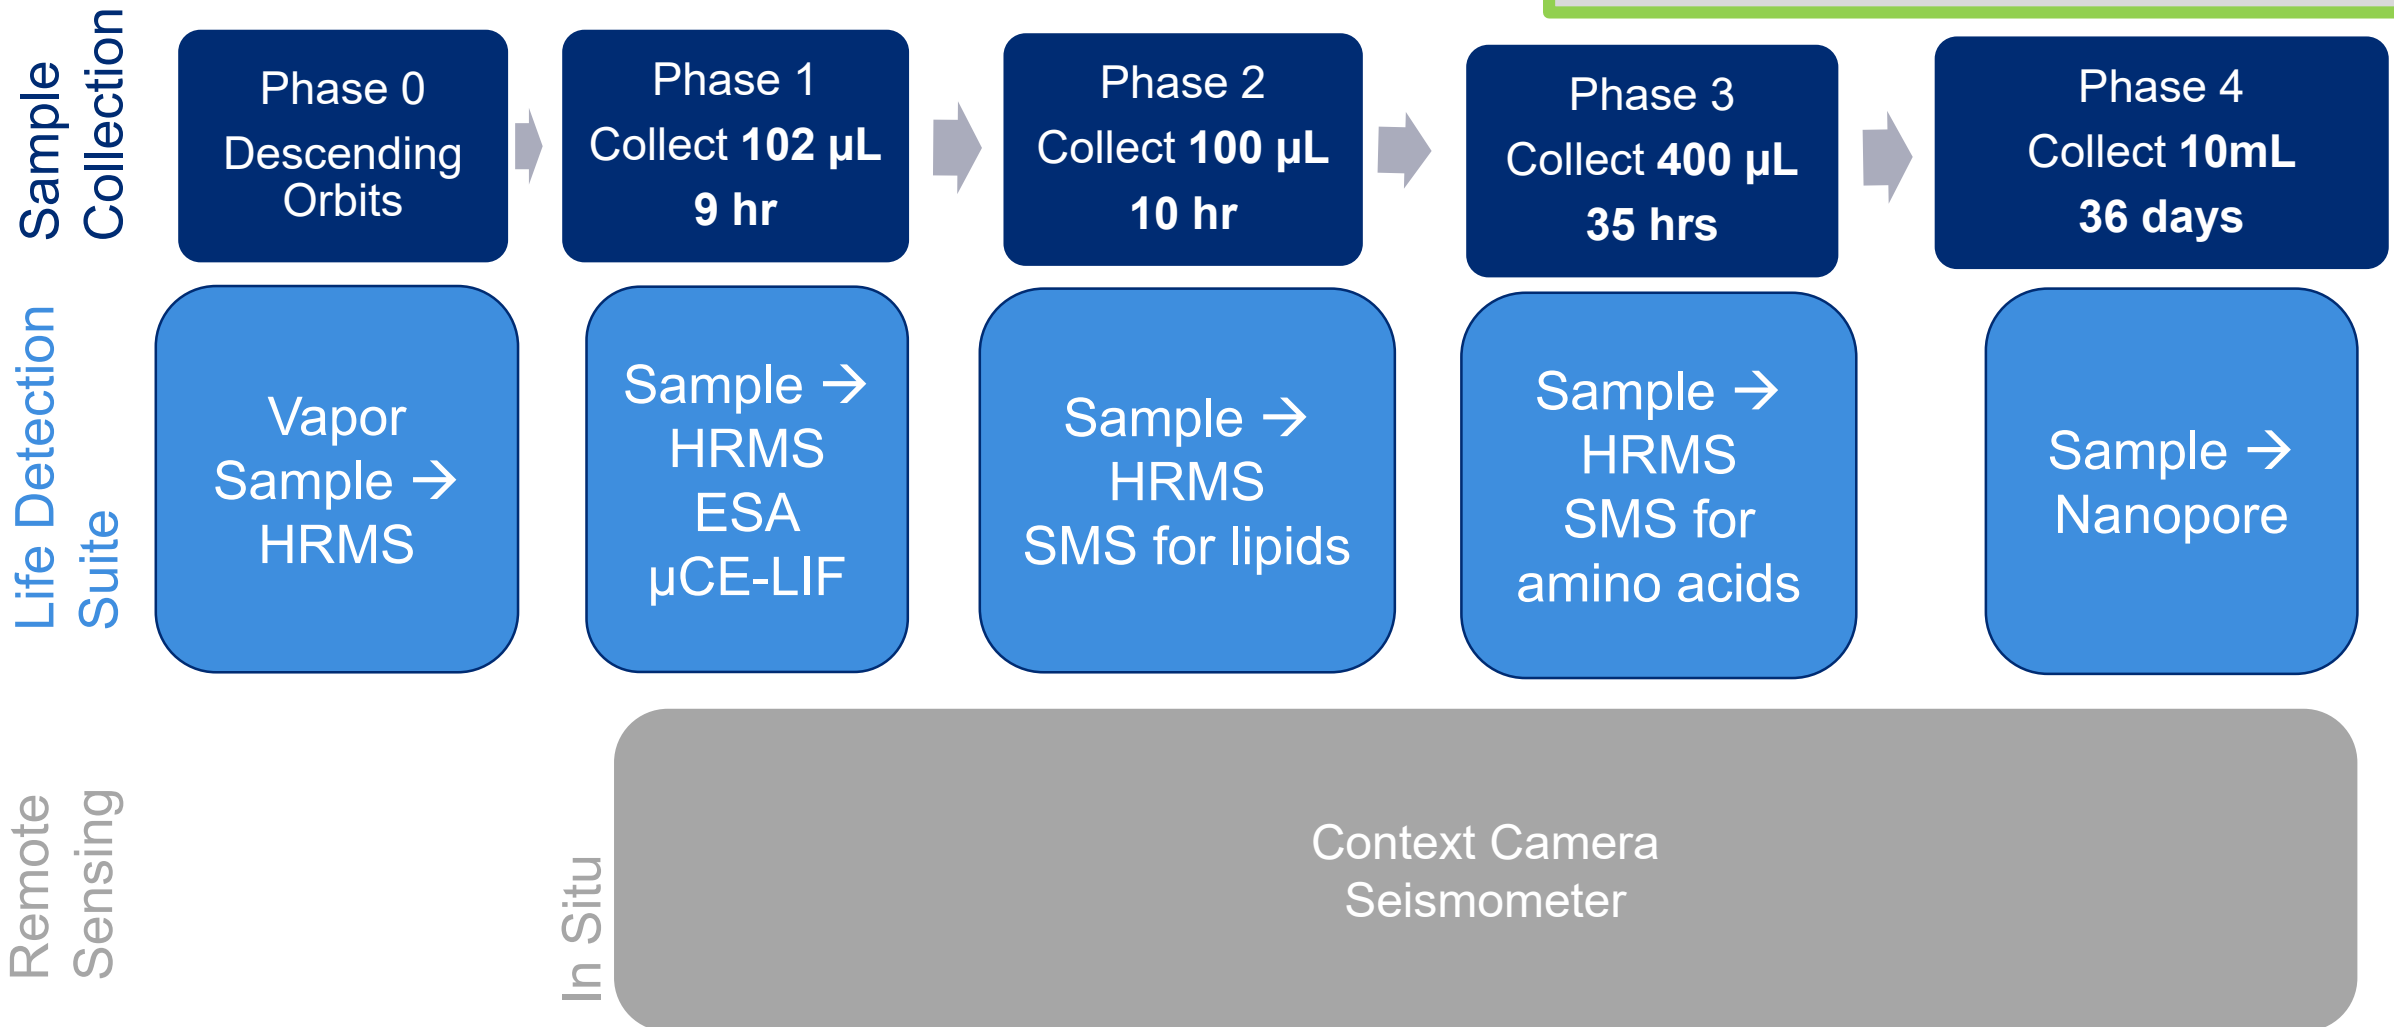 Sample
Collection
Phase 0
Descending
Orbits
Phase 1
Collect 102 µL
9 hr
Phase 2
Collect 100 µL
10 hr
Phase 3
Collect 400 µL
35 hrs
Phase 4
Collect 10mL
36 days
Life Detection
Suite
Vapor
Sample →
HRMS
Sample →
HRMS
ESA
µCE-LIF
Sample →
HRMS
SMS for lipids
Sample →
HRMS
SMS for
amino acids
Sample →
Nanopore
Remote
Sensing
In Situ
Context Camera
Seismometer